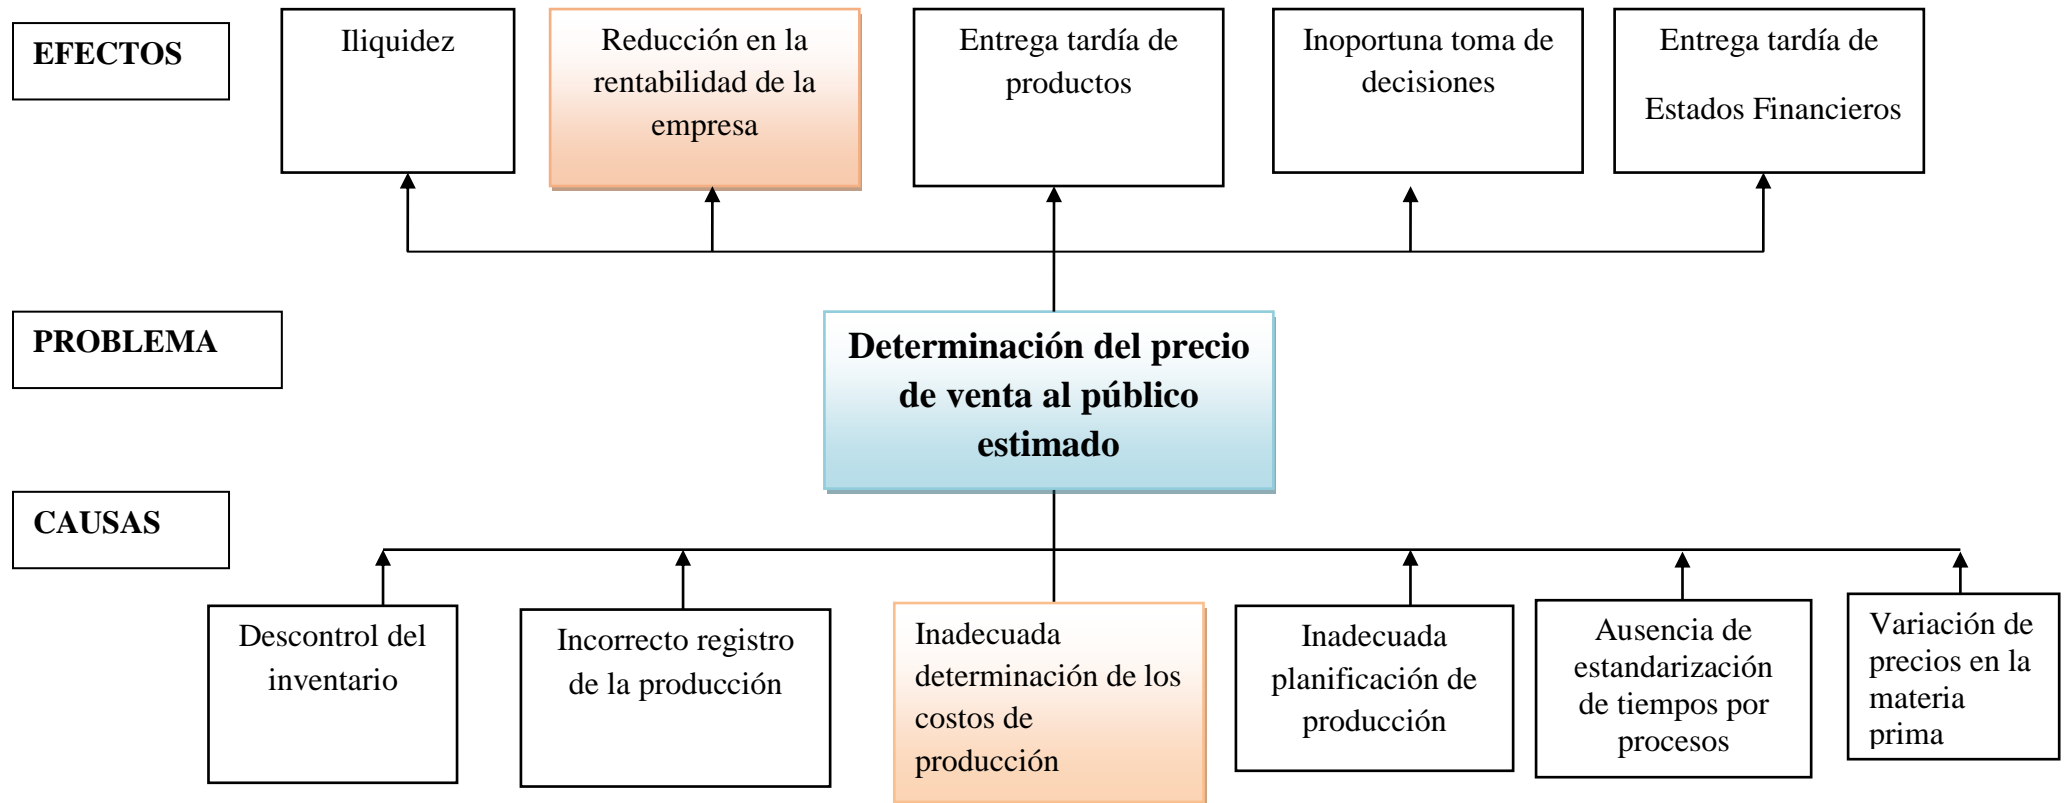 EFECTOS
Iliquidez
Reducción en la
rentabilidad de la
empresa
Entrega tardía de
productos
Inoportuna toma de
decisiones
Entrega tardía de
Estados Financieros
PROBLEMA
Determinación del precio
de venta al público
estimado
CAUSAS
Descontrol del
inventario
Incorrecto registro
de la producción
Inadecuada
determinación de los
costos de
producción
Inadecuada
planificación de
producción
Ausencia de
estandarización
de tiempos por
procesos
Variación de
precios en la
materia
prima